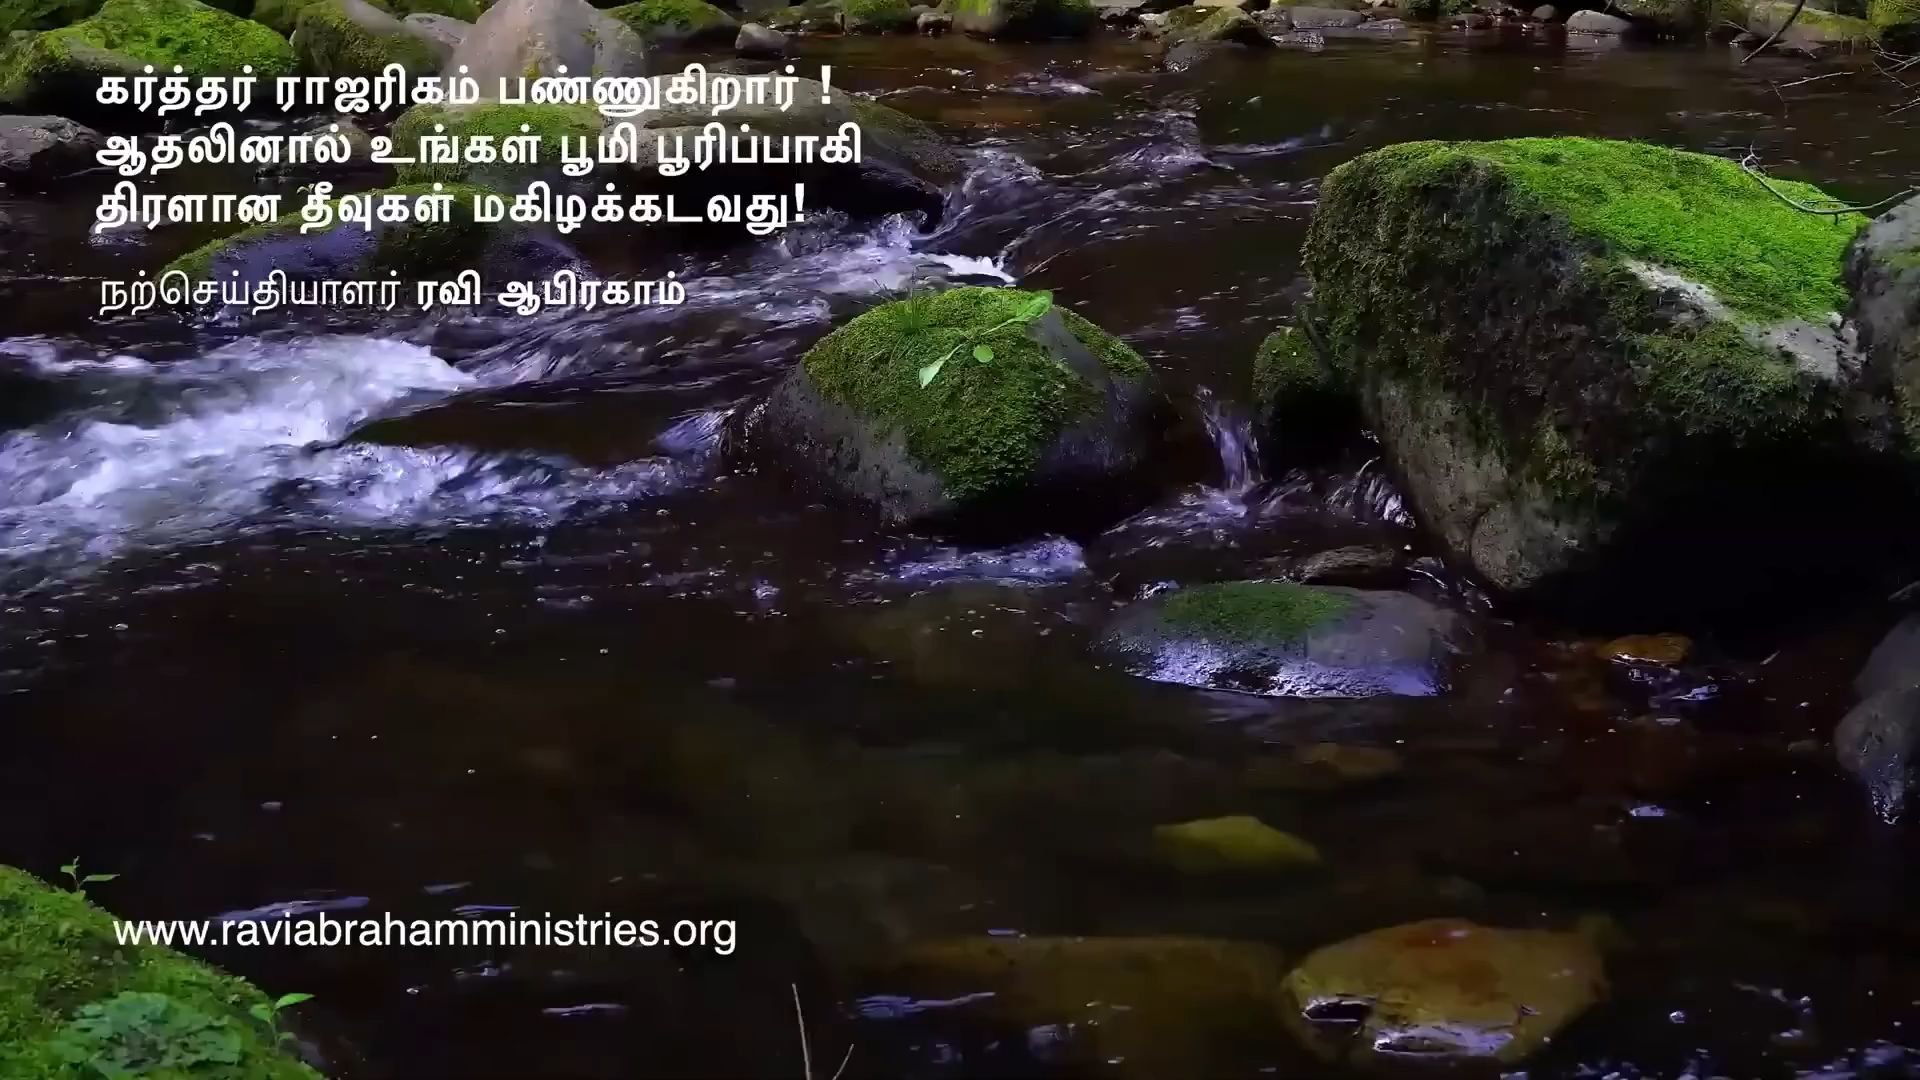 கர்த்தர் ராஜரிகம் பண்ணுகிறார் !
ஆதலினால் உங்கள் பூமி பூரிப்பாகி
திரளான தீவுகள் மகிழக்கடவது!
நற்செய்தியாளர் ரவி ஆபிரகாம்
www.raviabrahamministries.org